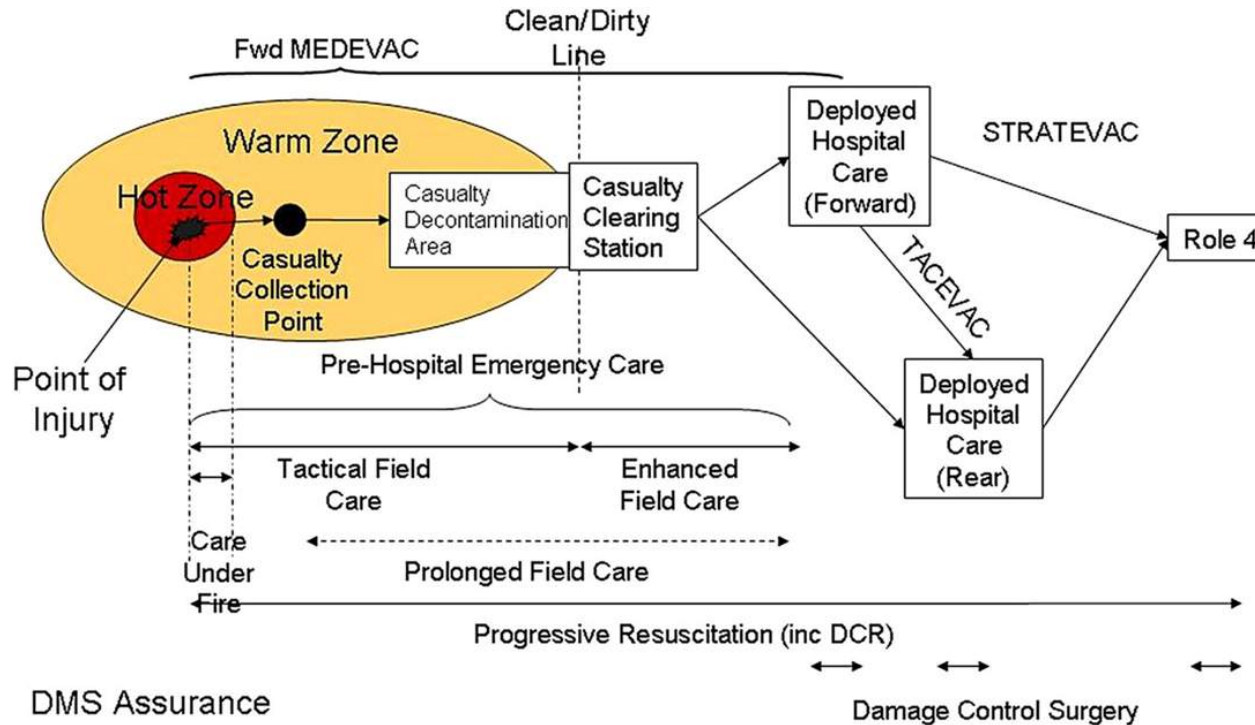 Clean/Dirty
Line
Fwd MEDEVAC
Warm Zone
Hot Zone
Casualty
Collection
Point
Casualty
Decontamination
Area
Casualty
Clearing
Station
Deployed
Hospital
Care
(Forward)
STRATEVAC
Role 4
TACEVAC
Deployed
Hospital
Care
(Rear)
Point of
Injury
Pre-Hospital Emergency Care
Tactical Field
Care
Enhanced
Field Care
Care
Under
Fire
Prolonged Field Care
Progressive Resuscitation (inc DCR)
DMS Assurance
Damage Control Surgery